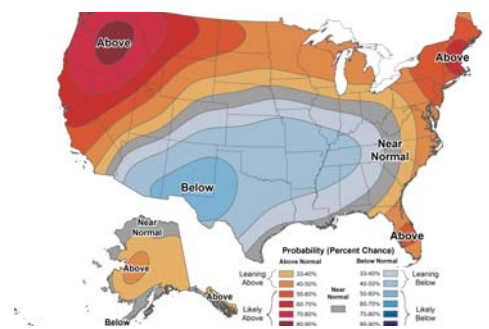 Above
Above
Near
Normal
Below
Near
Normal
Above
Above
Above
Below
Probability (Percent Chance)
Above Normal
Below Normal
Leaning
Above
33-40%
40-50%
33-40%
40-50%
Leaning
Below
Near
Normal
Likely
Above
50-60%
60-70%
70-80%
80-90%
50-60%
60-70%
70-80%
Likely
Below